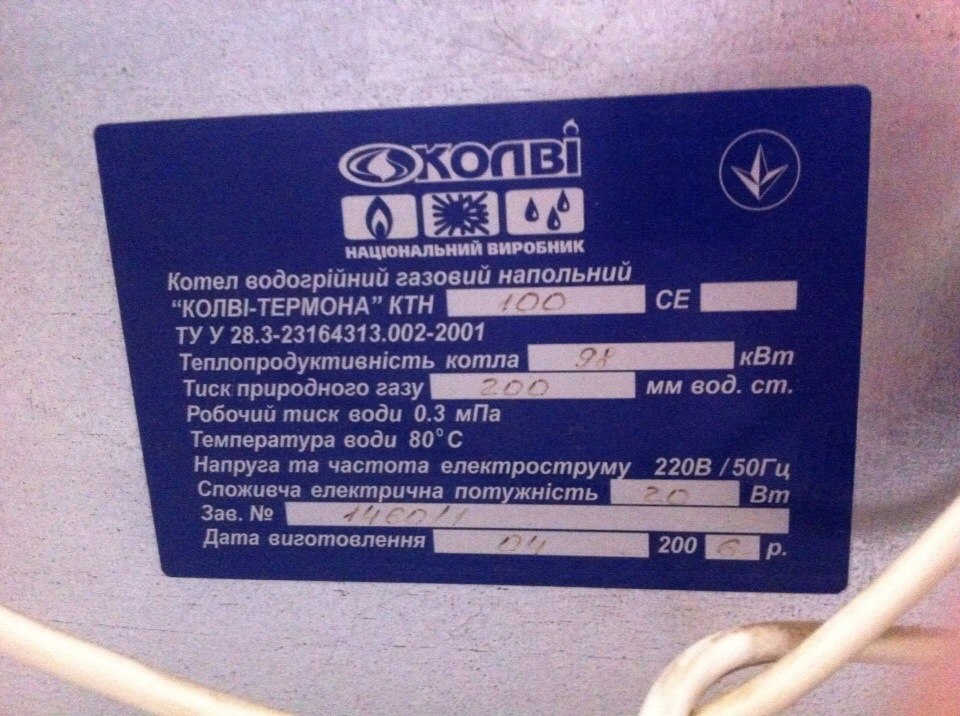 КОЛВІ
НАЦІОНАЛЬНИЙ ВИРОБНИК
Котел водогрійний газовий напольний
“КОЛВІ-ТЕРМОНА” КТН 100 СЕ
ТУ У 28.3-23164313.002-2001
Теплопродуктивність котла 98 кВт
Тиск природного газу 200 мм вод. ст.
Робочий тиск води 0.3 мПа
Температура води 80°С
Напруга та частота електроструму 220В / 50Гц
Споживча електрична потужність 20 Вт
Зав. №
Дата виготовлення 04 200 6 р.